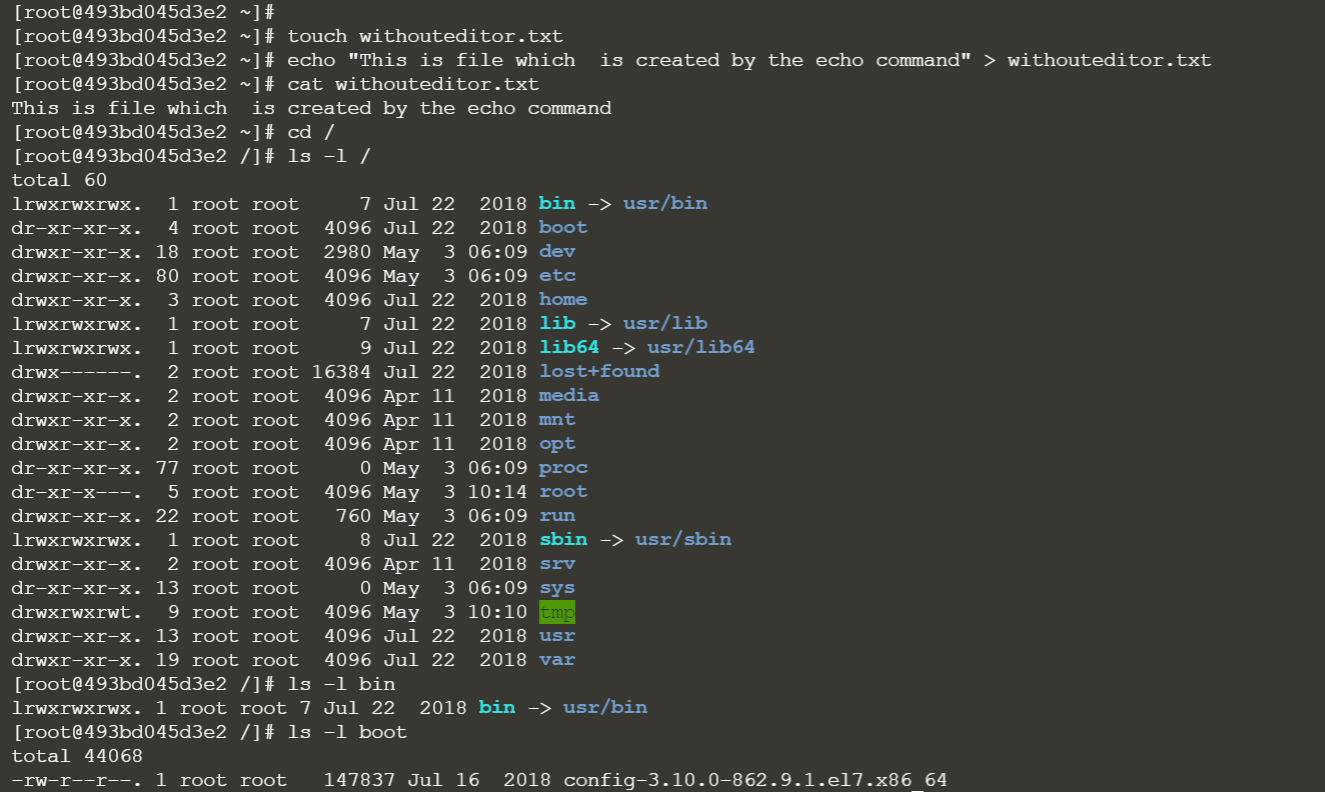 [root@493bd045d3e2 ~]#
[root@493bd045d3e2 ~]# touch withouteditor.txt
[root@493bd045d3e2 ~]# echo "This is file which  is created by the echo command" > withouteditor.txt
[root@493bd045d3e2 ~]# cat withouteditor.txt
This is file which  is created by the echo command
[root@493bd045d3e2 ~]# cd /
[root@493bd045d3e2 /]# ls -l /
total 60
lrwxrwxrwx.  1 root root     7 Jul 22  2018 bin -> usr/bin
dr-xr-xr-x.  4 root root  4096 Jul 22  2018 boot
drwxr-xr-x. 18 root root  2980 May  3 06:09 dev
drwxr-xr-x. 80 root root  4096 May  3 06:09 etc
drwxr-xr-x.  3 root root  4096 Jul 22  2018 home
lrwxrwxrwx.  1 root root     7 Jul 22  2018 lib -> usr/lib
lrwxrwxrwx.  1 root root     9 Jul 22  2018 lib64 -> usr/lib64
drwx------.  2 root root 16384 Jul 22  2018 lost+found
drwxr-xr-x.  2 root root  4096 Apr 11  2018 media
drwxr-xr-x.  2 root root  4096 Apr 11  2018 mnt
drwxr-xr-x.  2 root root  4096 Apr 11  2018 opt
dr-xr-xr-x. 77 root root     0 May  3 06:09 proc
dr-xr-x---.  5 root root  4096 May  3 10:14 root
drwxr-xr-x. 22 root root   760 May  3 06:09 run
lrwxrwxrwx.  1 root root     8 Jul 22  2018 sbin -> usr/sbin
drwxr-xr-x.  2 root root  4096 Apr 11  2018 srv
dr-xr-xr-x. 13 root root     0 May  3 06:09 sys
drwxrwxrwt.  9 root root  4096 May  3 10:10 tmp
drwxr-xr-x. 13 root root  4096 Jul 22  2018 usr
drwxr-xr-x. 19 root root  4096 Jul 22  2018 var
[root@493bd045d3e2 /]# ls -l bin
lrwxrwxrwx. 1 root root 7 Jul 22  2018 bin -> usr/bin
[root@493bd045d3e2 /]# ls -l boot
total 44068
-rw-r--r--. 1 root root   147837 Jul 16  2018 config-3.10.0-862.9.1.el7.x86_64